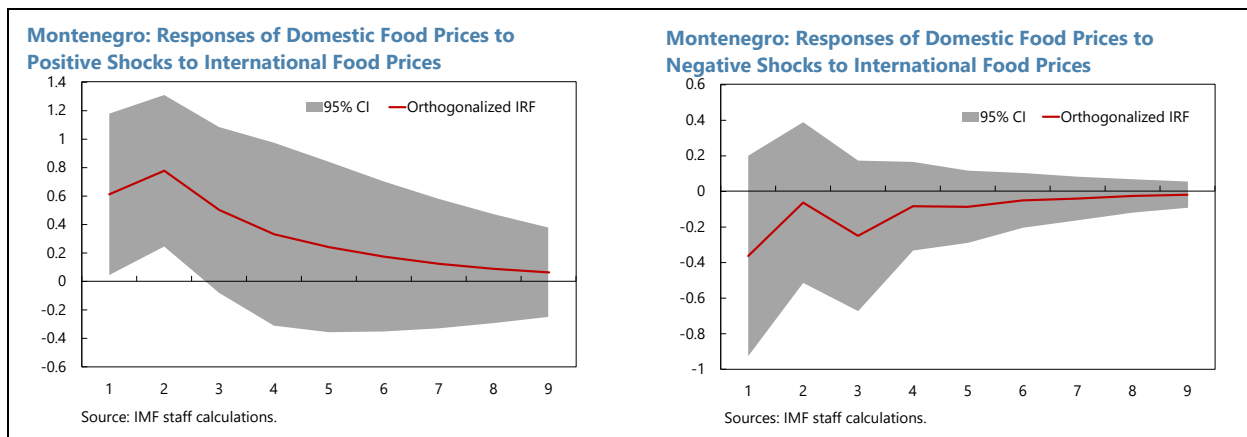 Montenegro: Responses of Domestic Food Prices to
Positive Shocks to International Food Prices
1.4
1.2
1
0.8
0.6
0.4
0.2
0
-0.2
-0.4
-0.6
95% CI
Orthogonalized IRF
1 2 3 4 5 6 7 8 9
Source: IMF staff calculations.
Montenegro: Responses of Domestic Food Prices to
Negative Shocks to International Food Prices
0.6
0.4
0.2
0
-0.2
-0.4
-0.6
-0.8
-1
95% CI
Orthogonalized IRF
1 2 3 4 5 6 7 8 9
Sources: IMF staff calculations.